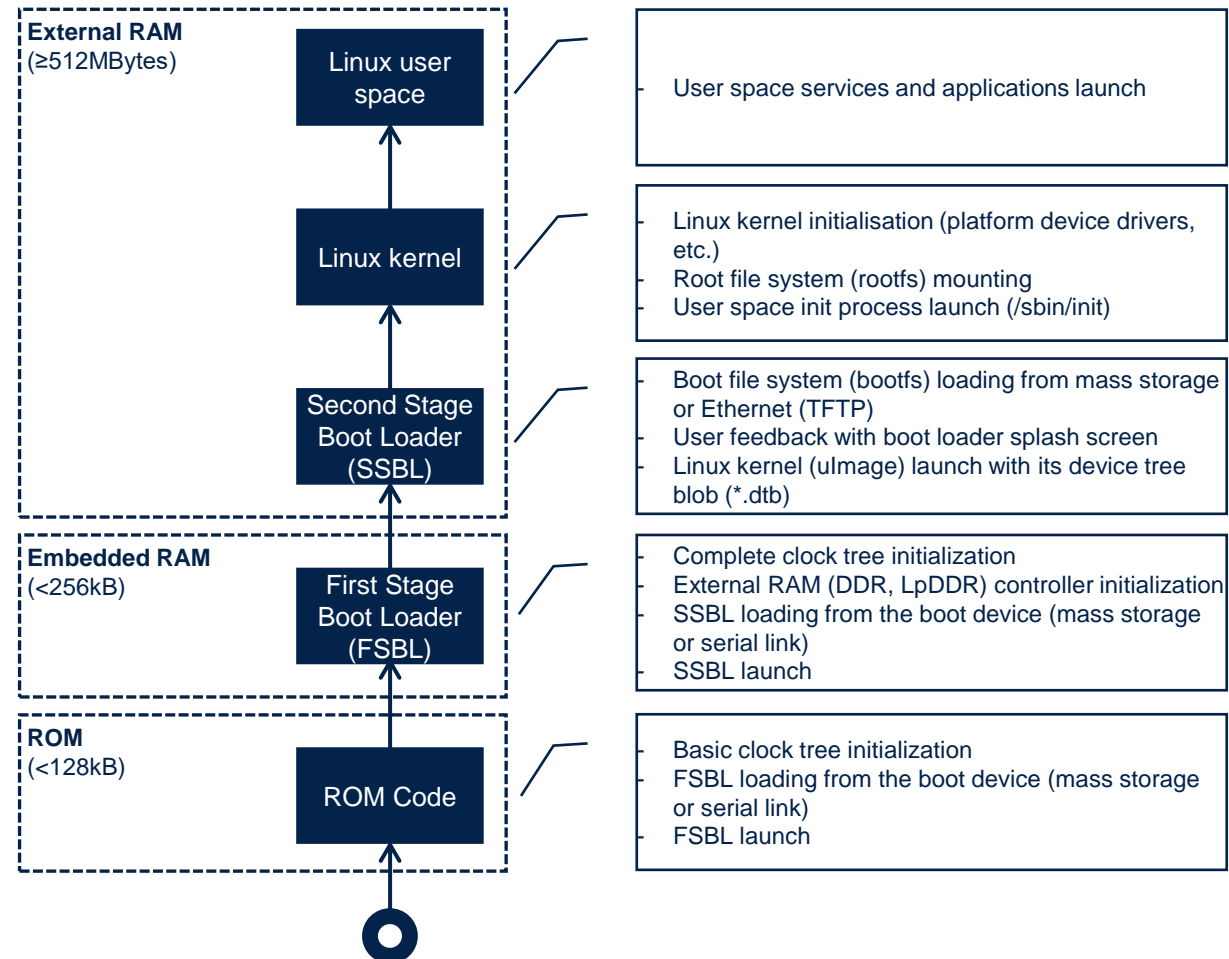 External RAM
(≥512MBytes)
Linux user
space
- User space services and applications launch
Linux kernel
- Linux kernel initialisation (platform device drivers,
etc.)
- Root file system (rootfs) mounting
- User space init process launch (/sbin/init)
Second Stage
Boot Loader
(SSBL)
- Boot file system (bootfs) loading from mass storage
or Ethernet (TFTP)
- User feedback with boot loader splash screen
- Linux kernel (uImage) launch with its device tree
blob (*.dtb)
Embedded RAM
(<256kB)
First Stage
Boot Loader
(FSBL)
- Complete clock tree initialization
- External RAM (DDR, LpDDR) controller initialization
- SSBL loading from the boot device (mass storage
or serial link)
- SSBL launch
ROM
(<128kB)
ROM Code
- Basic clock tree initialization
- FSBL loading from the boot device (mass storage
or serial link)
- FSBL launch